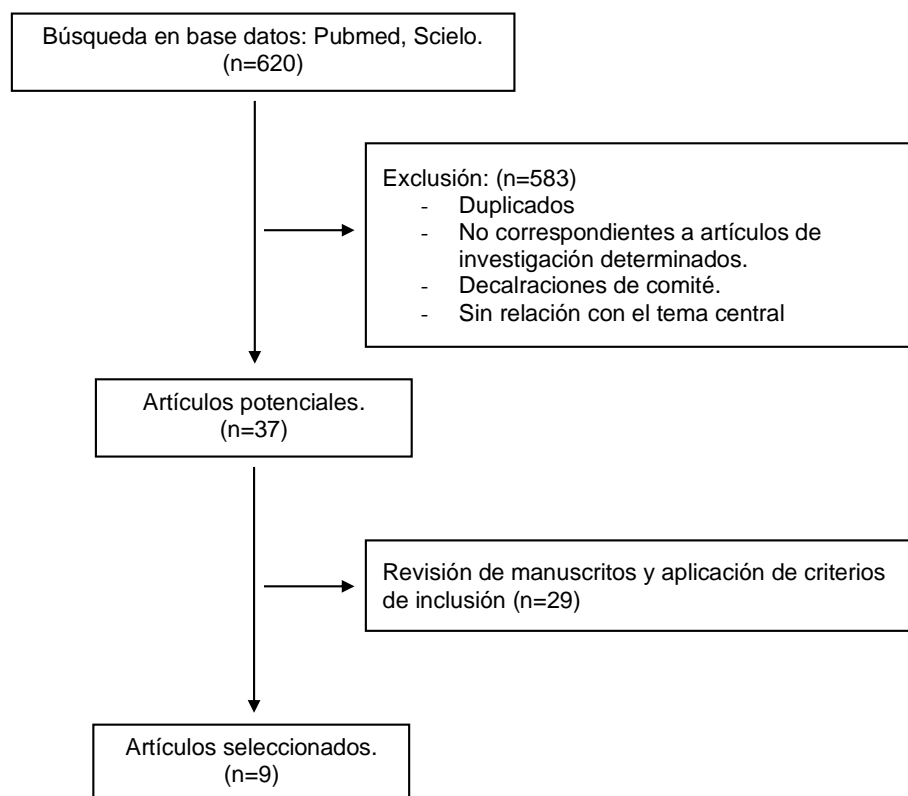 Búsqueda en base datos: Pubmed, Scielo.
(n=620)
Exclusión: (n=583)
- Duplicados
- No correspondientes a artículos de
investigación determinados.
- Decalraciones de comité.
- Sin relación con el tema central
Artículos potenciales.
(n=37)
Revisión de manuscritos y aplicación de criterios
de inclusión (n=29)
Artículos seleccionados.
(n=9)